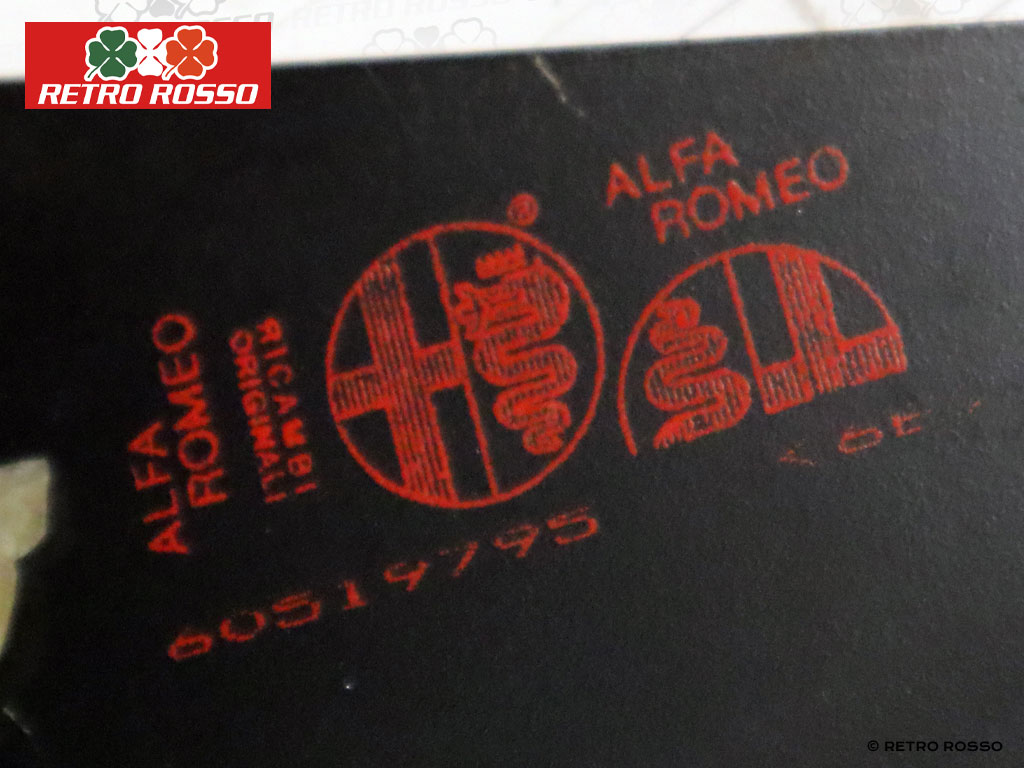 RETRO ROSSO
ALFA
ROMEO
®
ALFA
ROMEO
RICAMBI
ORIGINALI
60519795
© RETRO ROSSO